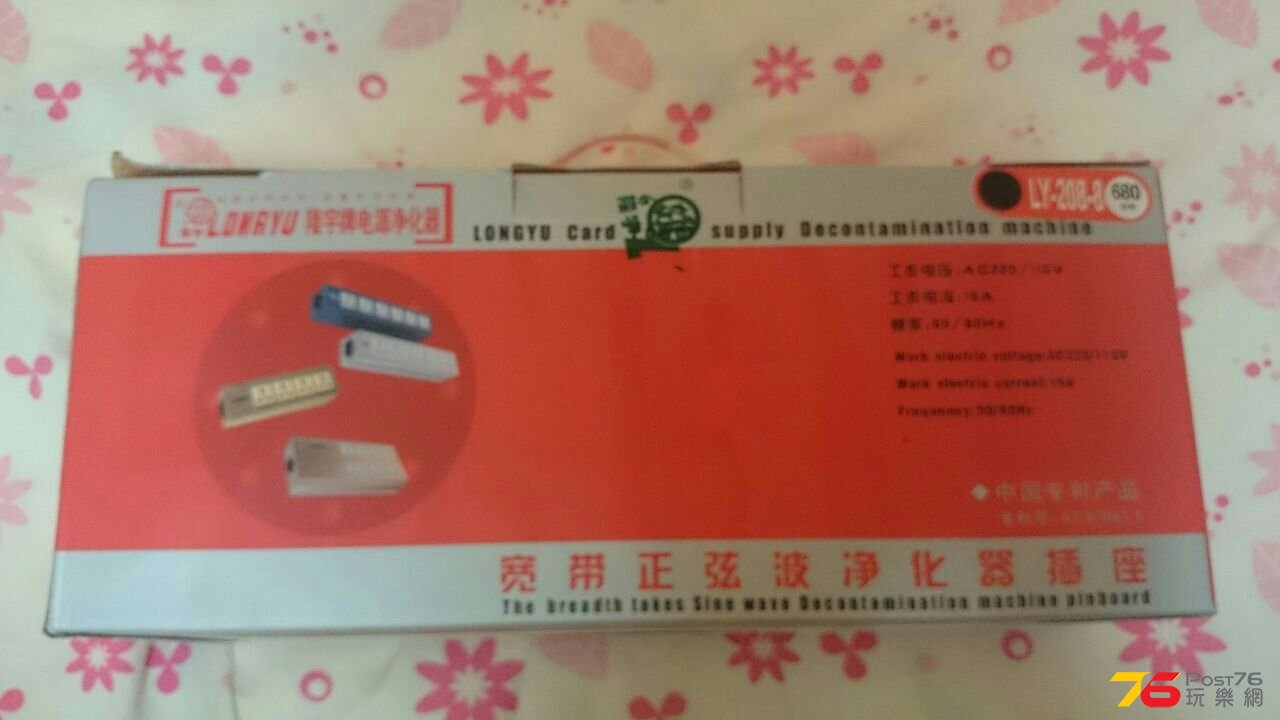 LONGYU 隆宇牌电源净化器
LONGYU Card
supply Decontamination machine
®
LY-208-8
680
工作电压:AC220/110V
工作电流:15A
频率:50/60Hz
Work electric voltage:AC220/110V
Work electric current:15A
Frequency:50/60Hz
◆中国专利产品
宽带正弦波净化器插座
The breadth takes Sine wave Decontamination machine pinboard
76 POST76
玩樂網